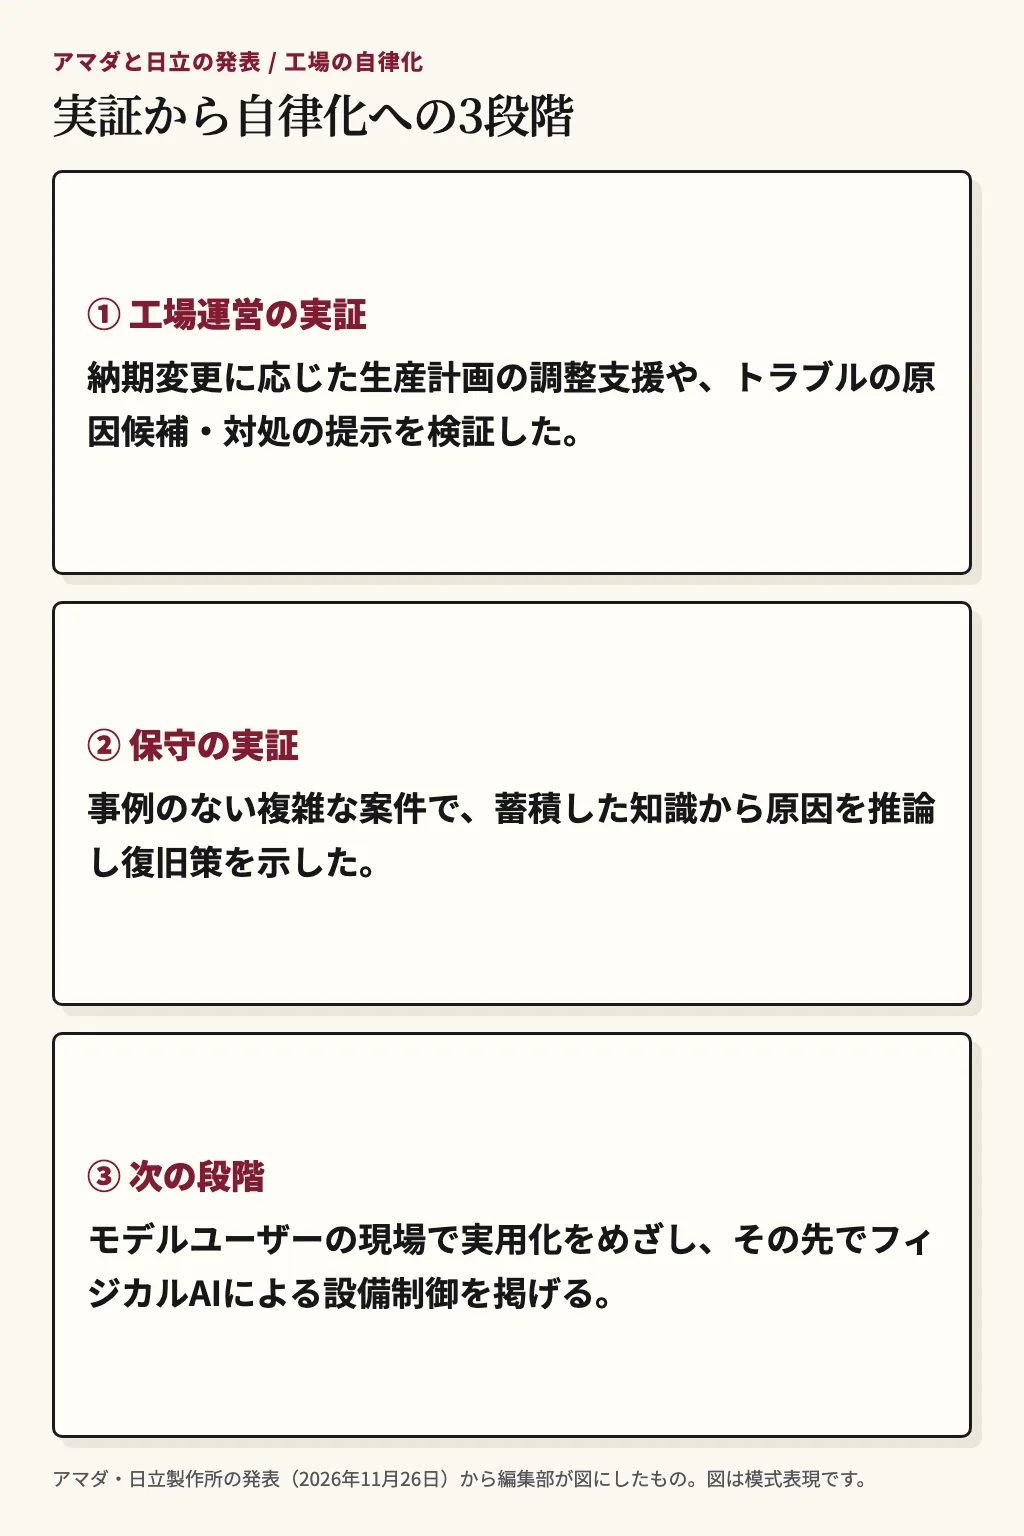 アマダと日立の発表 / 工場の自律化
実証から自律化への3段階
① 工場運営の実証
納期変更に応じた生産計画の調整支援や、トラブルの原
因候補・対処の提示を検証した。
② 保守の実証
事例のない複雑な案件で、蓄積した知識から原因を推論
し復旧策を示した。
③ 次の段階
モデルユーザーの現場で実用化をめざし、その先でフィ
ジカルAIによる設備制御を掲げる。
アマダ・日立製作所の発表（2026年11月26日）から編集部が図にしたもの。図は模式表現です。